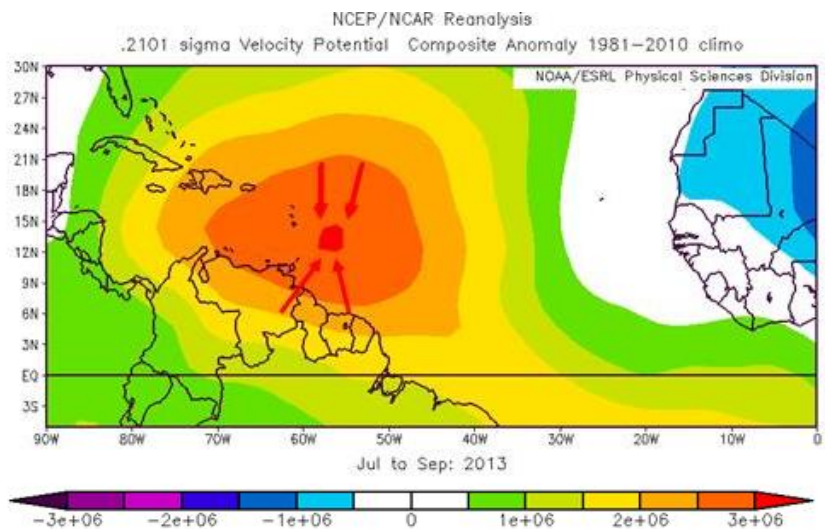 NCEP/NCAR Reanalysis
.2101 sigma Velocity Potential Composite Anomaly 1981-2010 climo
NOAA/ESRL Physical Sciences Division
30N
27N
24N
21N
18N
15N
12N
9N
6N
3N
EQ
3S
90W 80W 70W 60W 50W 40W 30W 20W 10W 0
Jul to Sep: 2013
-3e+06 -2e+06 -1e+06 0 1e+06 2e+06 3e+06